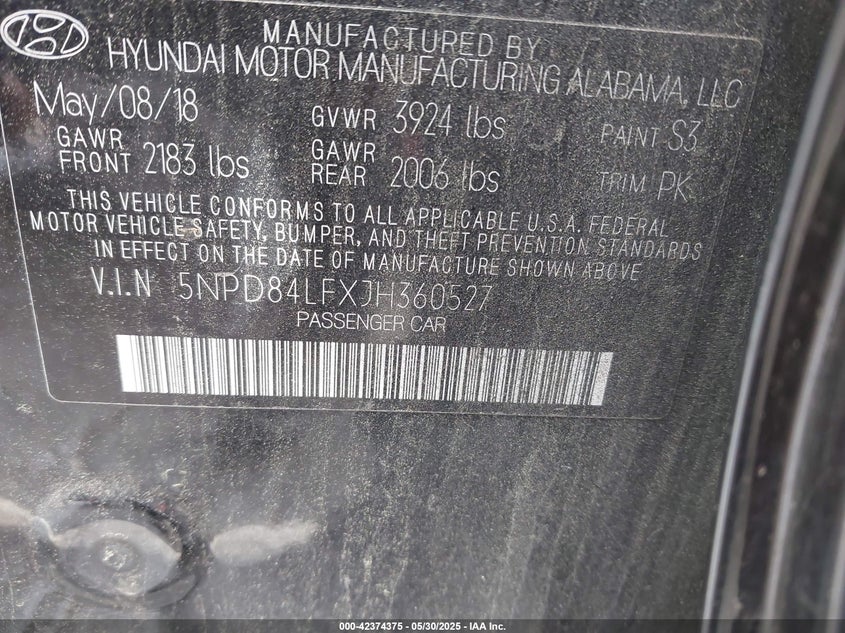 MANUFACTURED BY
HYUNDAI MOTOR MANUFACTURING ALABAMA, LLC
May/08/18 GVWR 3924 lbs PAINT S3
GAWR FRONT 2183 lbs GAWR REAR 2006 lbs TRIM PK
THIS VEHICLE CONFORMS TO ALL APPLICABLE U.S.A. FEDERAL
MOTOR VEHICLE SAFETY, BUMPER, AND THEFT PREVENTION STANDARDS
IN EFFECT ON THE DATE OF MANUFACTURE SHOWN ABOVE
V.I.N 5NPD84LFXJH360527
PASSENGER CAR
000-42374375 - 05/30/2025 - IAA Inc.